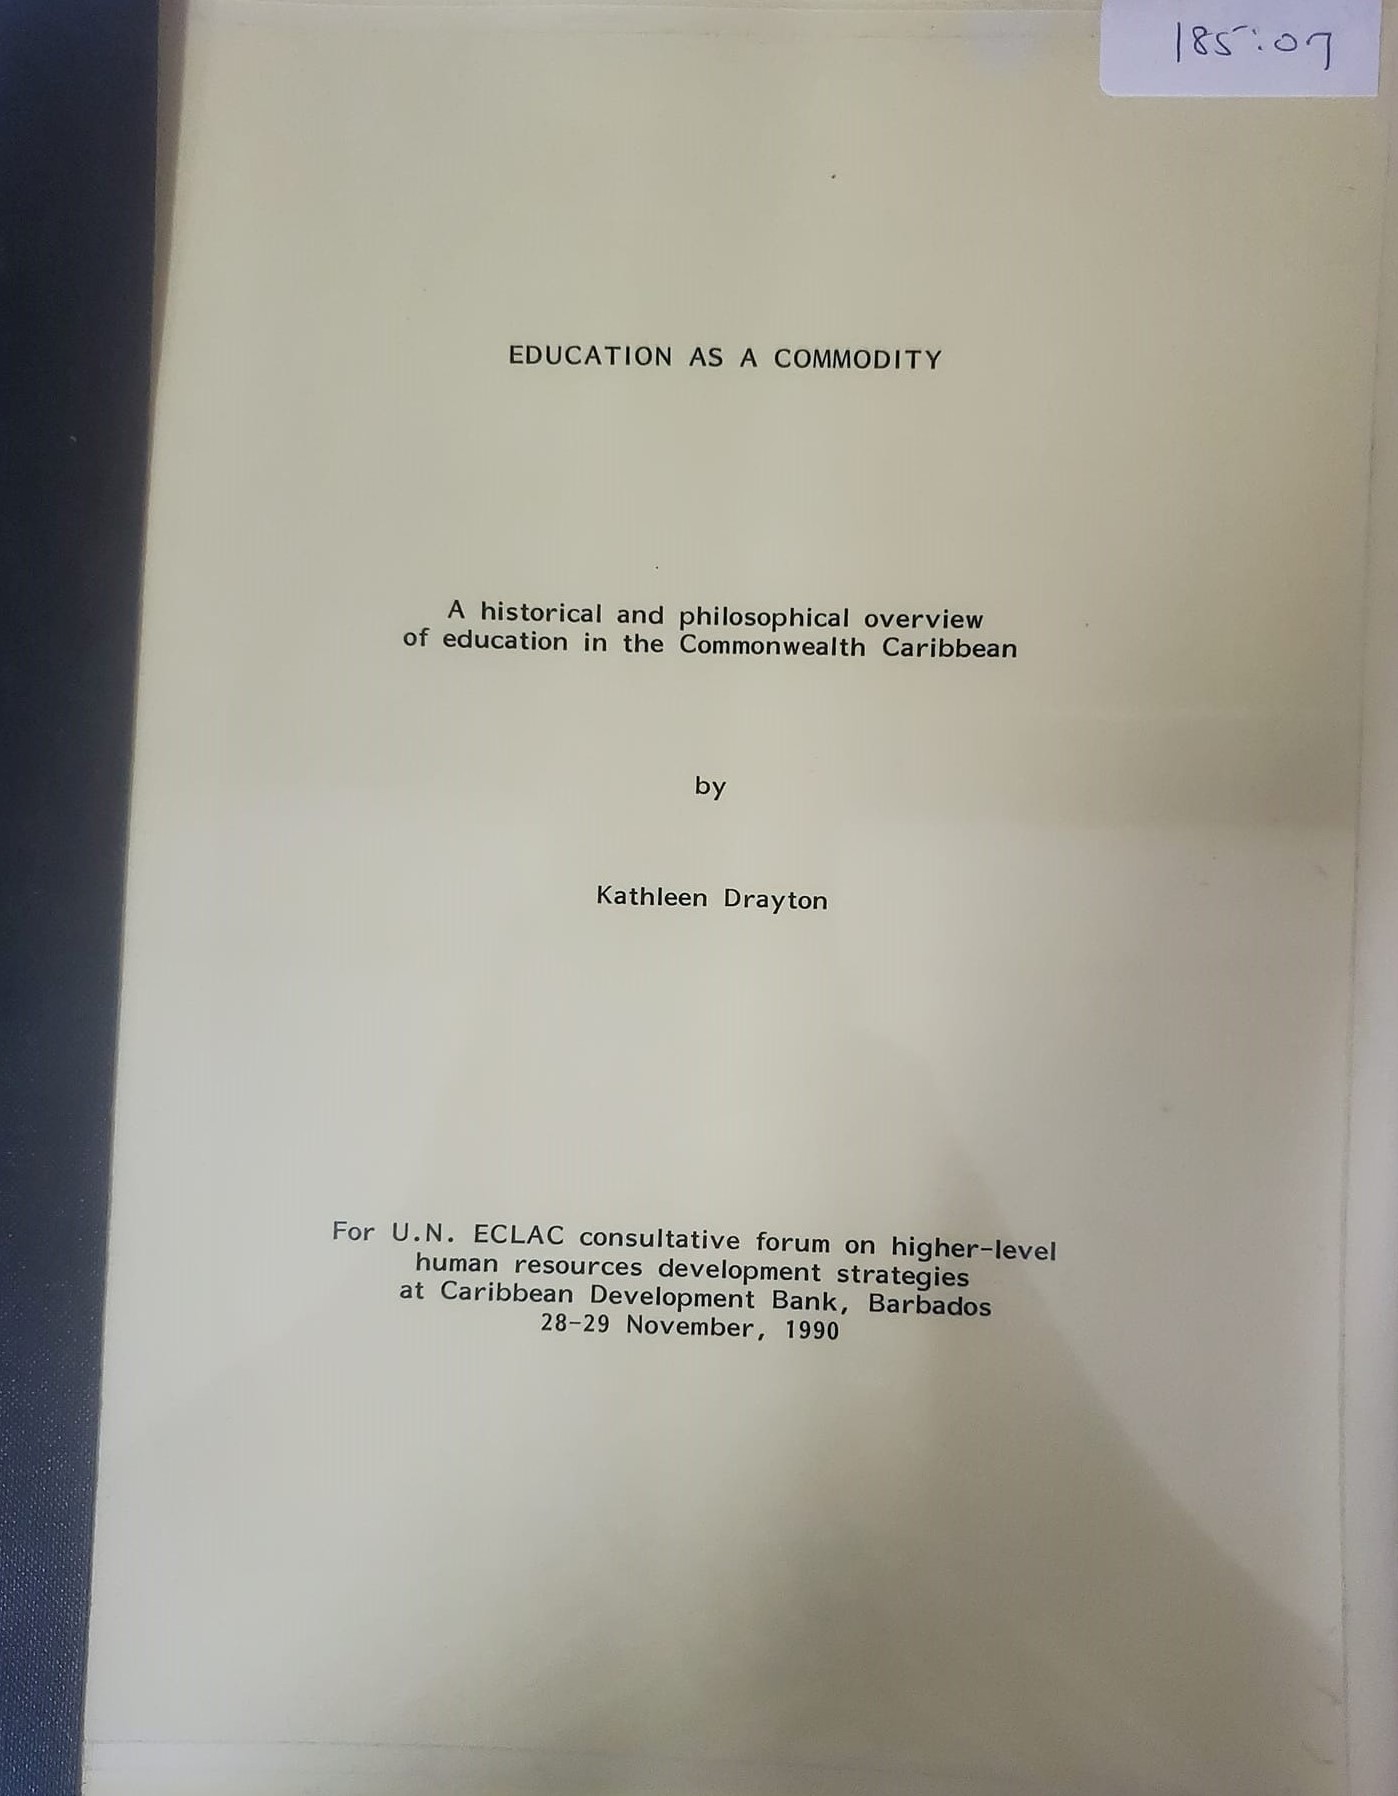 185:07
EDUCATION AS A COMMODITY
A historical and philosophical overview
of education in the Commonwealth Caribbean
by
Kathleen Drayton
For U.N. ECLAC consultative forum on higher-level
human resources development strategies
at Caribbean Development Bank, Barbados
28-29 November, 1990